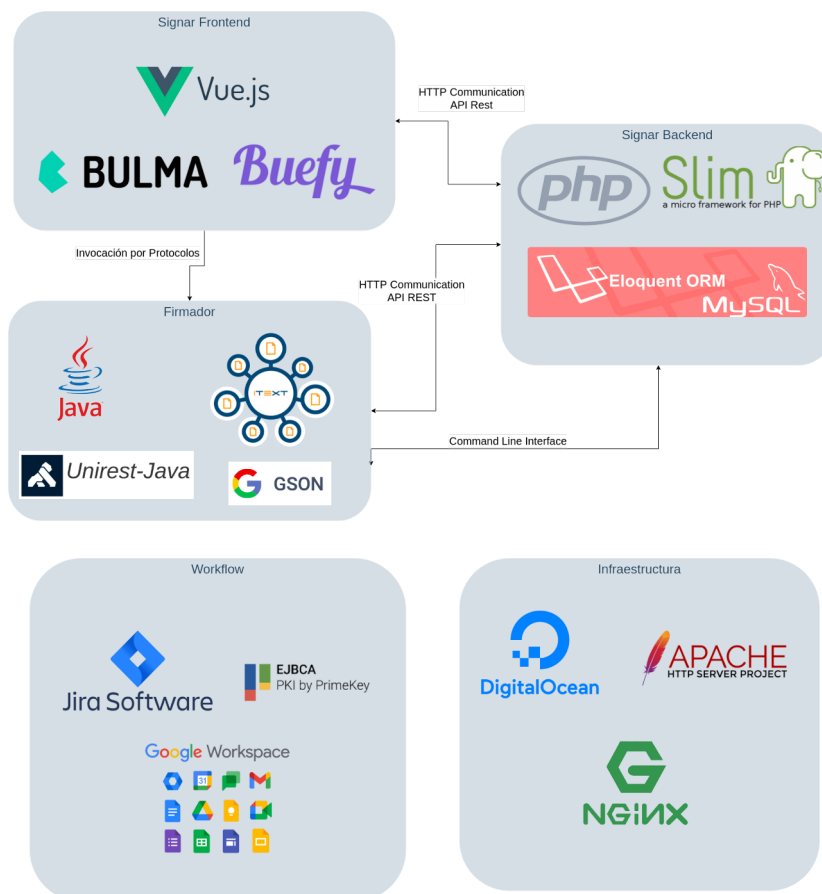 Signar Frontend
Vue.js
BULMA
Buefy
HTTP Communication
API Rest
Signar Backend
php
Slim
a micro framework for PHP
Eloquent ORM
MySQL
Invocación por Protocolos
HTTP Communication
API REST
Firmador
Java
iTEXT
Unirest-Java
GSON
Command Line Interface
Workflow
Jira Software
EJBCA
PKI by PrimeKey
Google Workspace
31
Infraestructura
DigitalOcean
APACHE
HTTP SERVER PROJECT
NGiNX